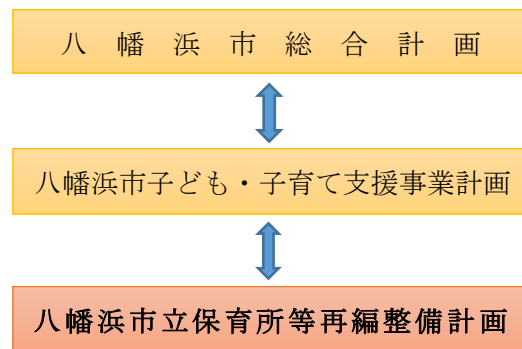 八幡浜市総合計画
八幡浜市子ども・子育て支援事業計画
八幡浜市立保育所等再編整備計画